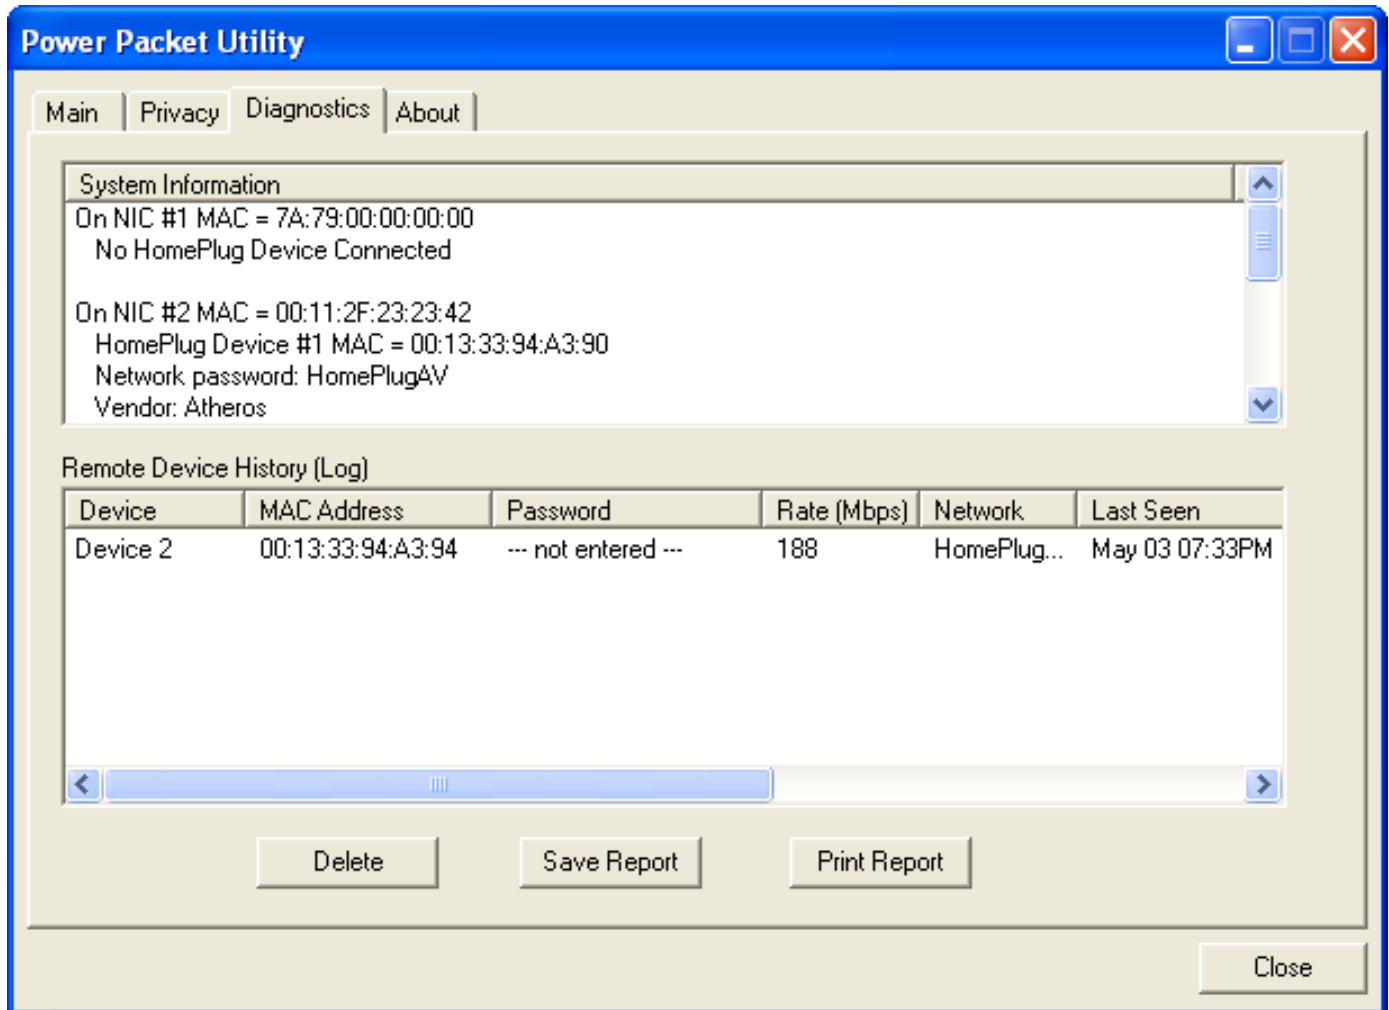 Power Packet Utility
Main Privacy Diagnostics About
System Information
On NIC #1 MAC = 7A:79:00:00:00:00
No HomePlug Device Connected
On NIC #2 MAC = 00:11:2F:23:23:42
HomePlug Device #1 MAC = 00:13:33:94:A3:90
Network password: HomePlugAV
Vendor: Atheros
Remote Device History (Log)
Device MAC Address Password Rate (Mbps) Network Last Seen
Device 2 00:13:33:94:A3:94 --- not entered --- 188 HomePlug... May 03 07:33PM
Delete Save Report Print Report
Close